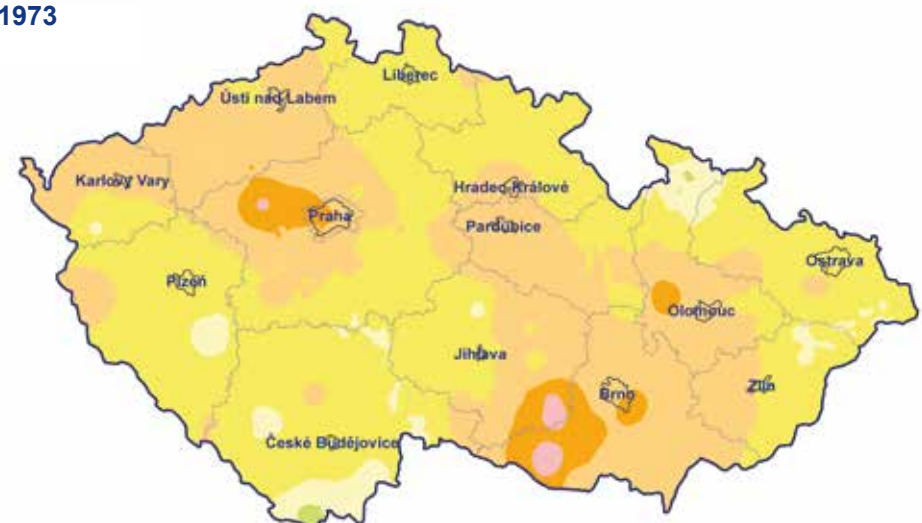 1973
Liberec
Ústí nad Labem
Karlovy Vary
Hradec Králové
Praha
Pardubice
Ostrava
Plzeň
Olomouc
Jihlava
Zlín
Brno
České Budějovice